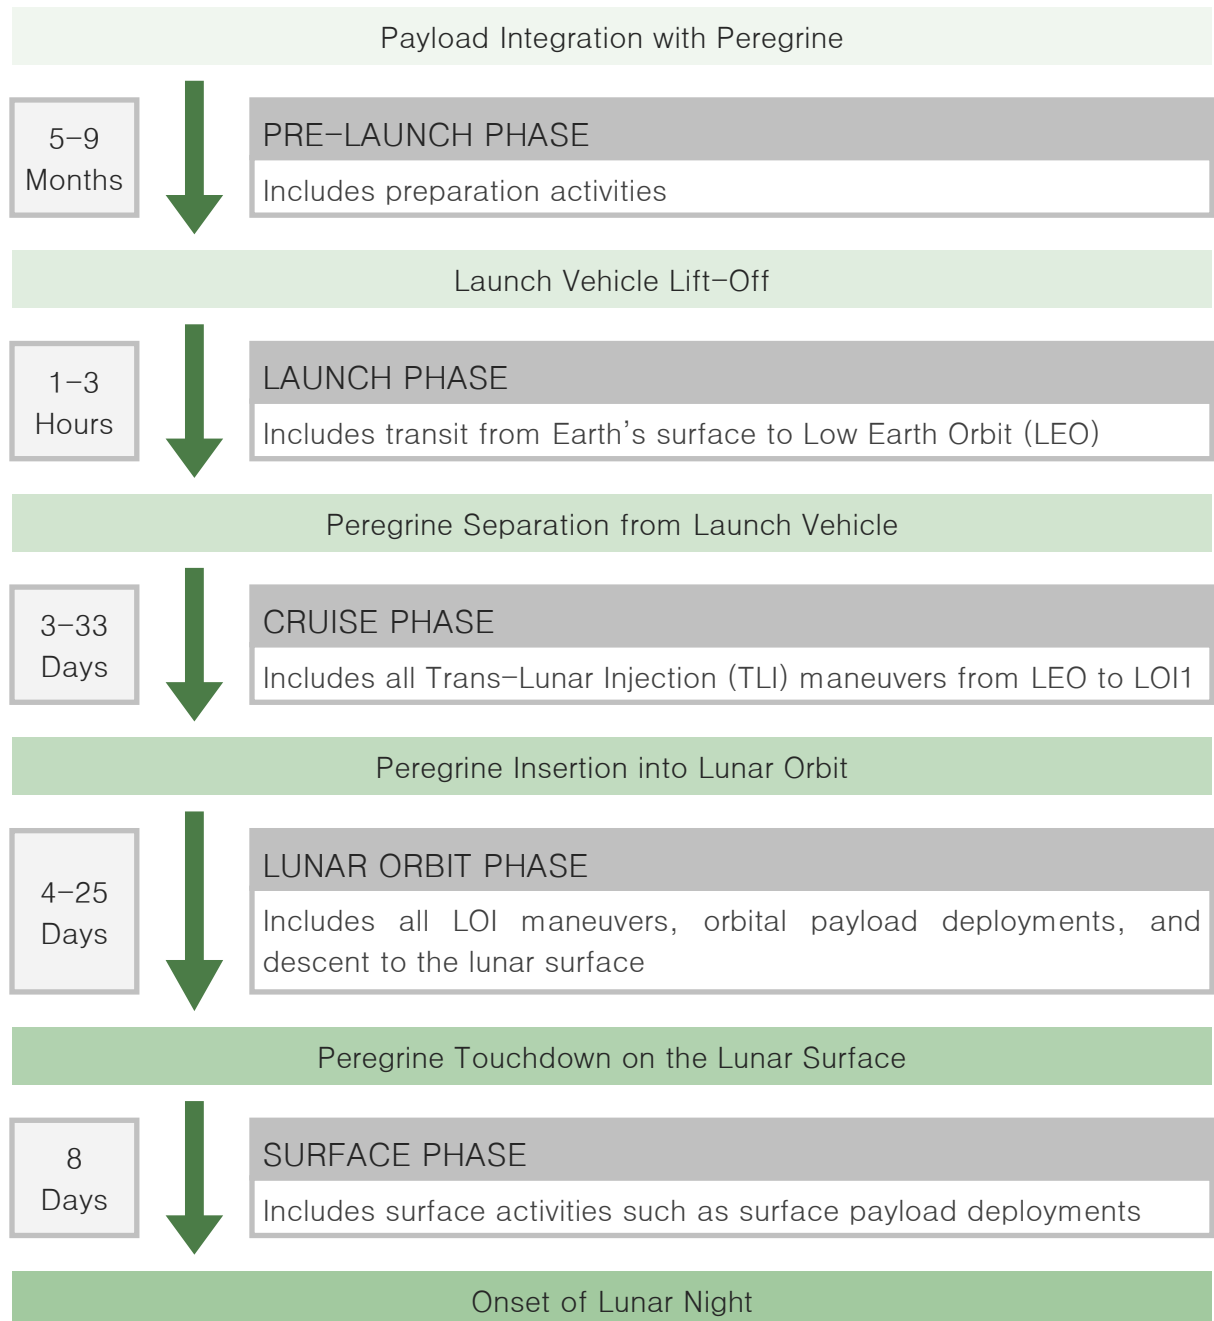 Payload Integration with Peregrine
5-9
Months
PRE-LAUNCH PHASE
Includes preparation activities
Launch Vehicle Lift-Off
1-3
Hours
LAUNCH PHASE
Includes transit from Earth's surface to Low Earth Orbit (LEO)
Peregrine Separation from Launch Vehicle
3-33
Days
CRUISE PHASE
Includes all Trans-Lunar Injection (TLI) maneuvers from LEO to LOI1
Peregrine Insertion into Lunar Orbit
4-25
Days
LUNAR ORBIT PHASE
Includes all LOI maneuvers, orbital payload deployments, and
descent to the lunar surface
Peregrine Touchdown on the Lunar Surface
8
Days
SURFACE PHASE
Includes surface activities such as surface payload deployments
Onset of Lunar Night